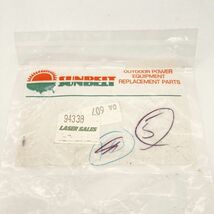 SUNBELT
OUTDOOR POWER
EQUIPMENT
REPLACEMENT PARTS
94338
LASER SALES
5